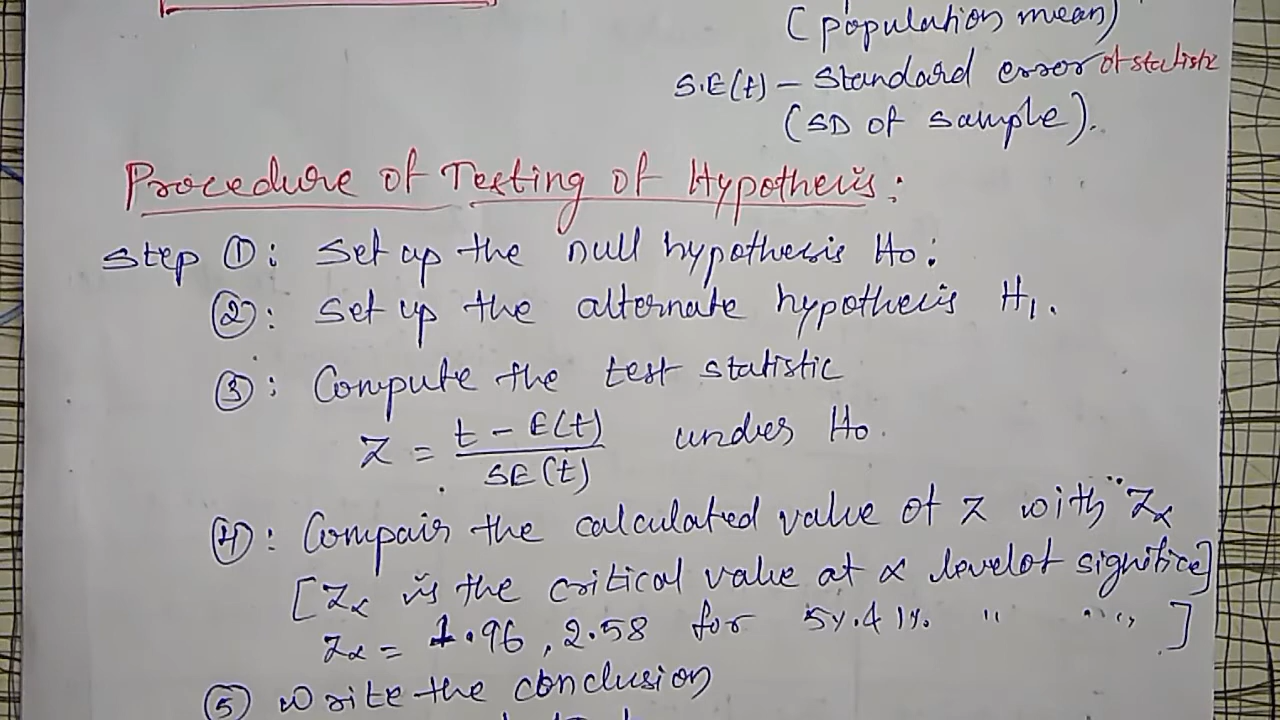 (population mean)
S.E(t) – Standard error of statistic
(SD of sample).
Procedure of Testing of Hypothesis:
Step ①: Set up the null hypothesis H₀:
②: Set up the alternate hypothesis H₁.
③: Compute the test statistic
Z = (t - E(t)) / SE(t) under H₀.
④: Compair the calculated value of Z with Zα
[Zα is the critical value at α level of significe]
Zα = 1.96, 2.58 for 5% & 1% " " " ]
⑤ Write the conclusion